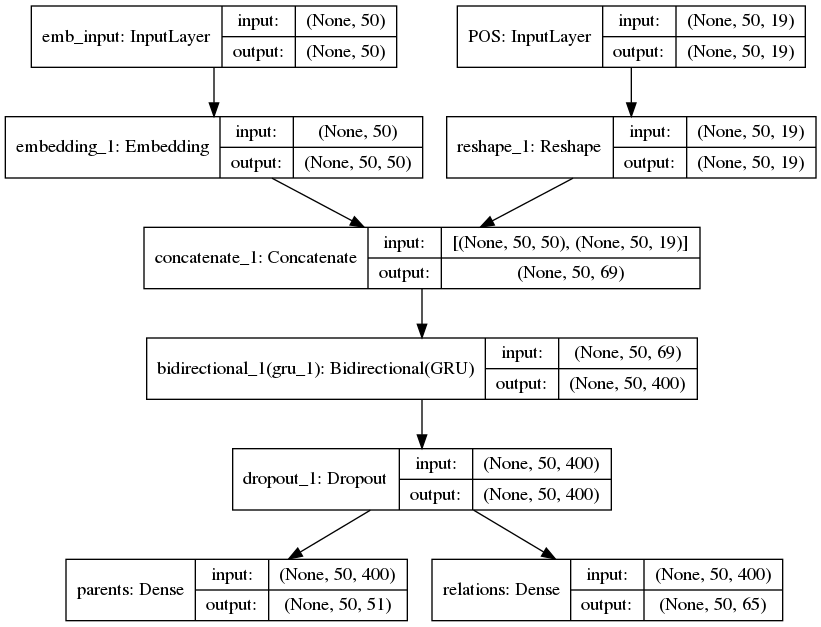 emb_input: InputLayer
input: (None, 50)
output: (None, 50)
POS: InputLayer
input: (None, 50, 19)
output: (None, 50, 19)
embedding_1: Embedding
input: (None, 50)
output: (None, 50, 50)
reshape_1: Reshape
input: (None, 50, 19)
output: (None, 50, 19)
concatenate_1: Concatenate
input: [(None, 50, 50), (None, 50, 19)]
output: (None, 50, 69)
bidirectional_1(gru_1): Bidirectional(GRU)
input: (None, 50, 69)
output: (None, 50, 400)
dropout_1: Dropout
input: (None, 50, 400)
output: (None, 50, 400)
parents: Dense
input: (None, 50, 400)
output: (None, 50, 51)
relations: Dense
input: (None, 50, 400)
output: (None, 50, 65)